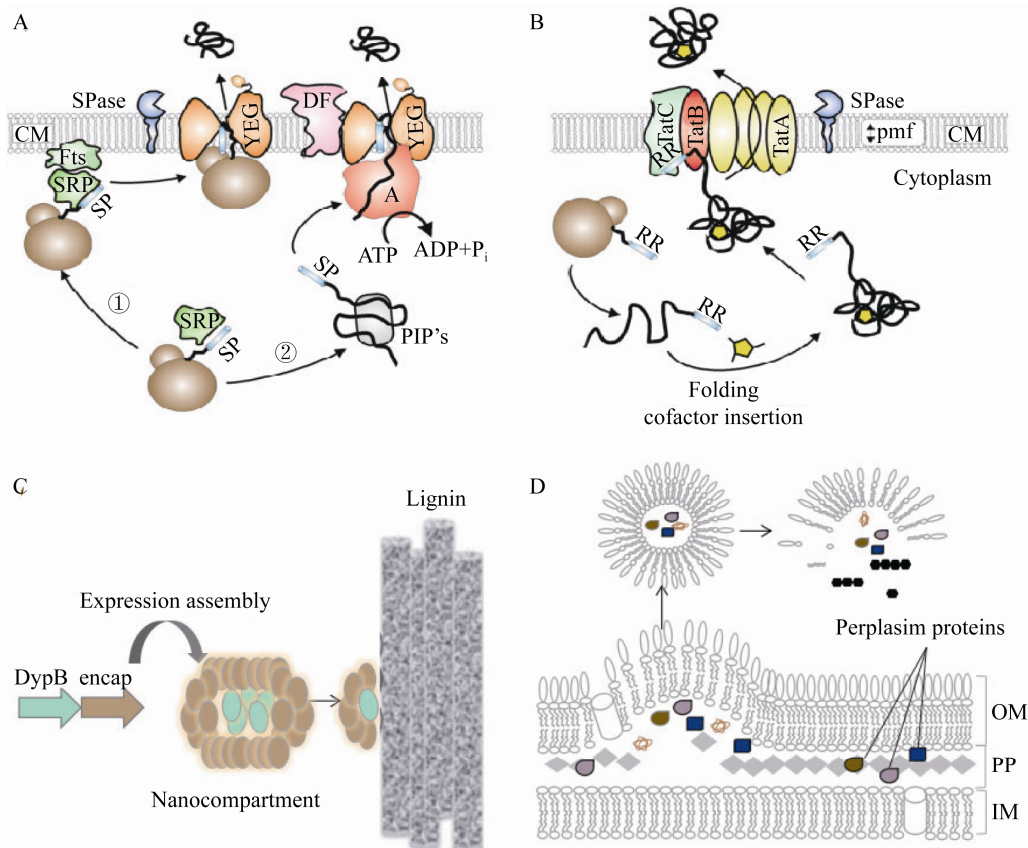 A
SPase
DF
CM
YEG
YEG
Fts
SRP
SP
A
ATP
ADP+Pi
SP
①
SRP
SP
②
PIP's
B
TatC
TatB
TatA
RR
SPase
pmf
CM
Cytoplasm
RR
RR
RR
Folding
cofactor insertion
C
Lignin
Expression assembly
DypB encap
Nanocompartment
D
Perplasim proteins
OM
PP
IM